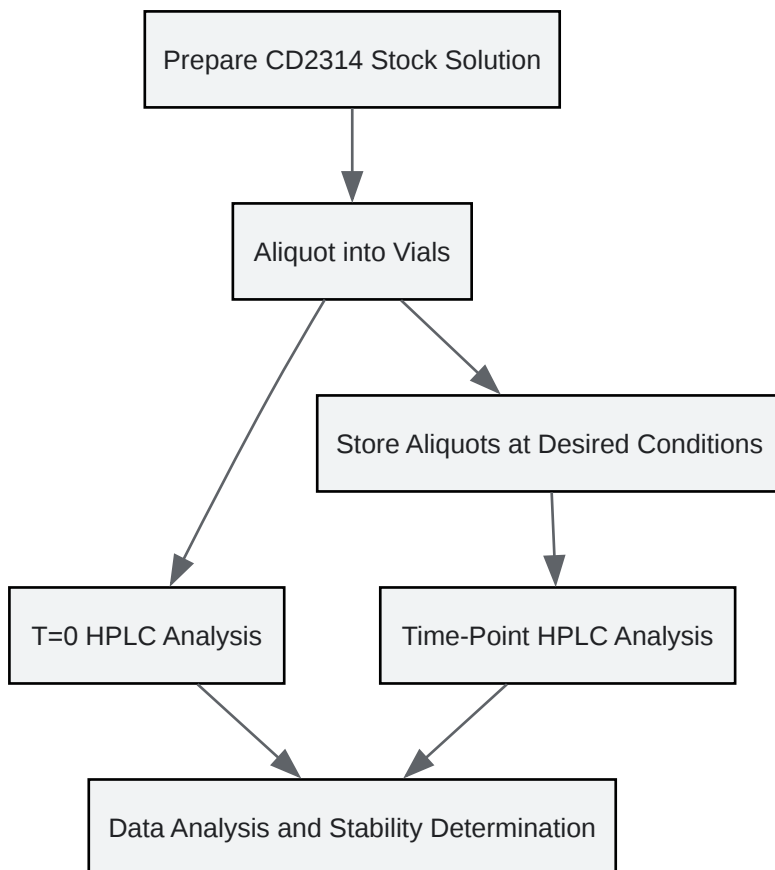 Prepare CD2314 Stock Solution
Aliquot into Vials
Store Aliquots at Desired Conditions
T=0 HPLC Analysis
Time-Point HPLC Analysis
Data Analysis and Stability Determination